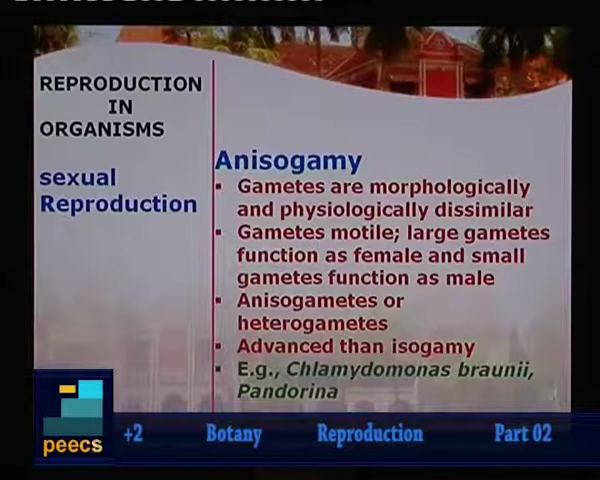 REPRODUCTION
IN
ORGANISMS
sexual
Reproduction
Anisogamy
▪ Gametes are morphologically
and physiologically dissimilar
▪ Gametes motile; large gametes
function as female and small
gametes function as male
▪ Anisogametes or
heterogametes
▪ Advanced than isogamy
▪ E.g., Chlamydomonas braunii,
Pandorina
peecs
+2 Botany Reproduction Part 02